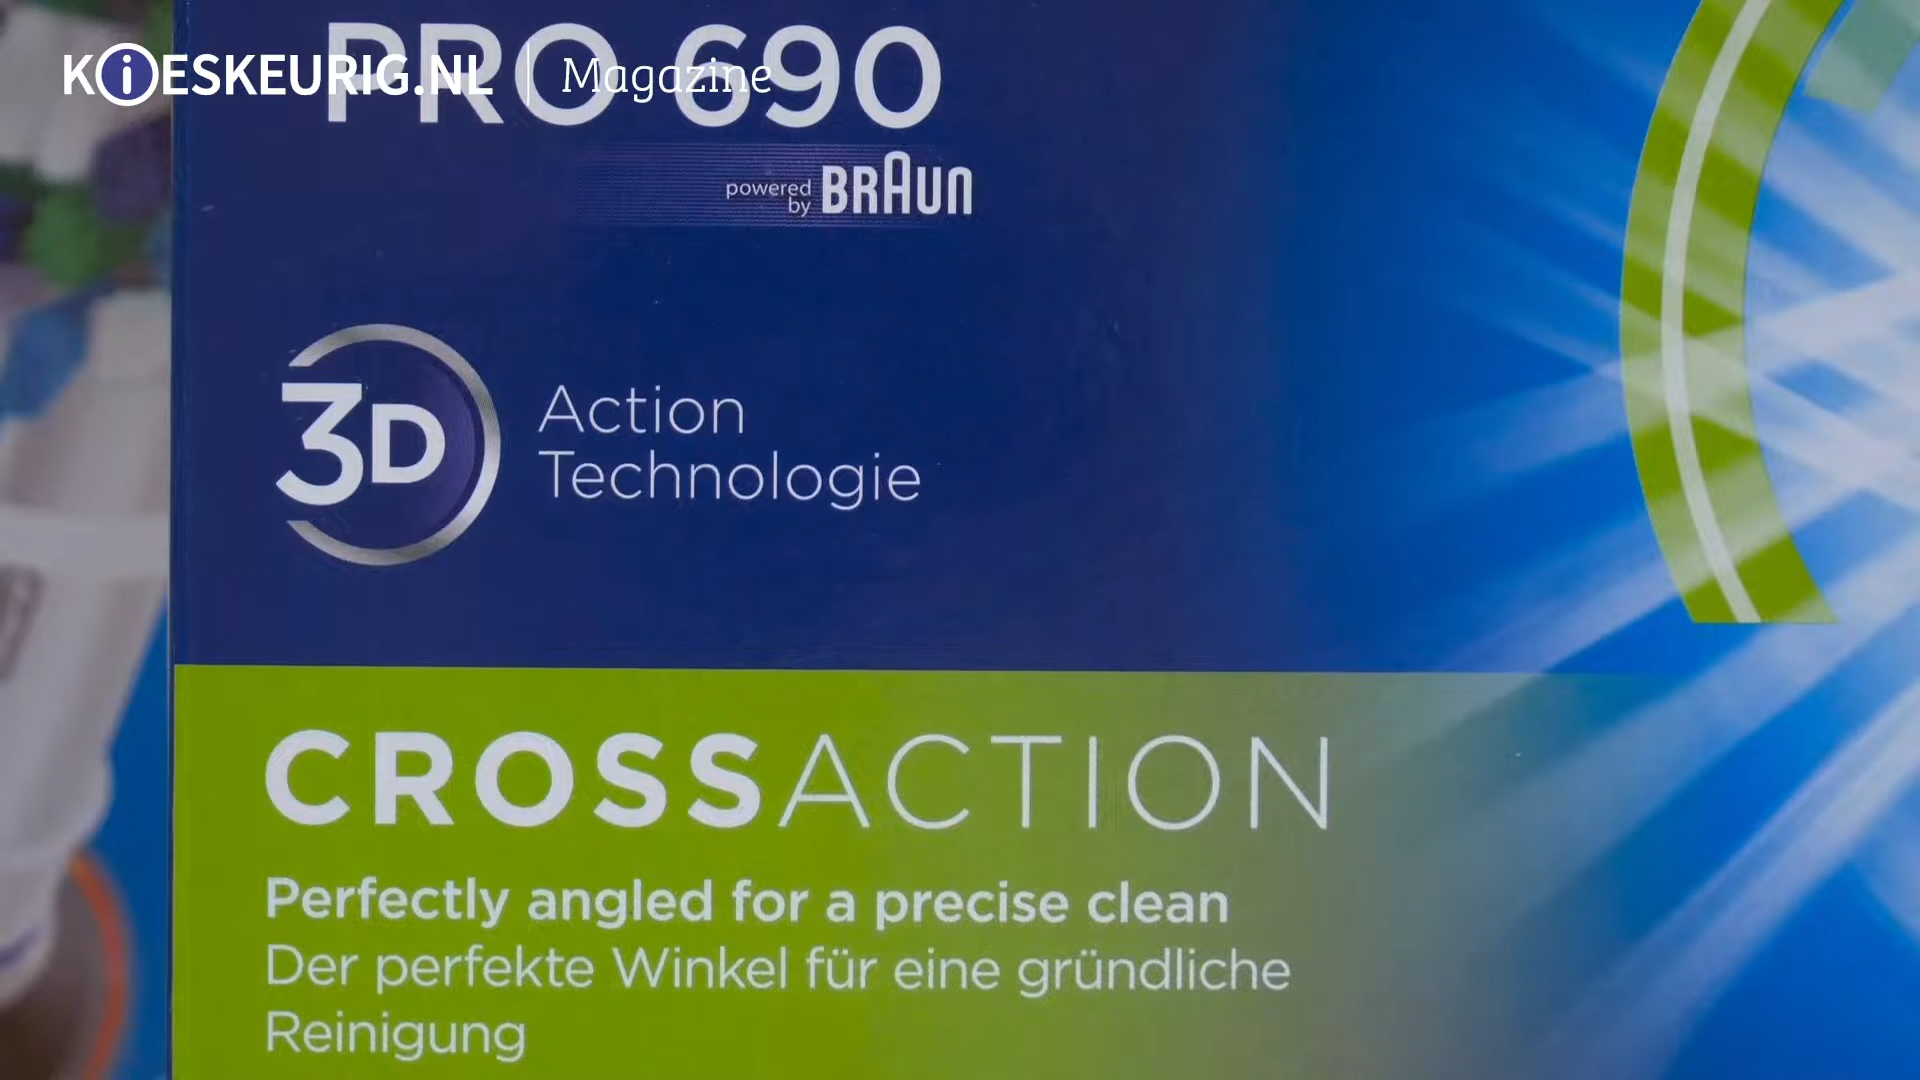 KiESKEURIG.NL | Magazine
PRO 690
powered by BRAUN
3D Action
Technologie
CROSSACTION
Perfectly angled for a precise clean
Der perfekte Winkel für eine gründliche
Reinigung